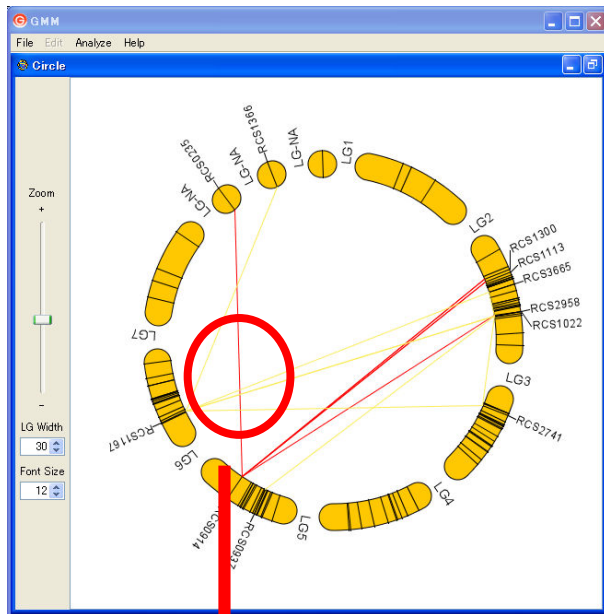 GMM
File Edit Analyze Help
Circle
Zoom
+
-
LG Width
30
Font Size
12
LG1
LG2
RCS1300
RCS1113
RCS3665
RCS2958
RCS1022
LG3
RCS2741
LG4
LG5
RCS0937
RCS0914
LG6
RCS1167
LG7
LG-NA
RCS0235
LG-NA
RCS1366
LG-NA